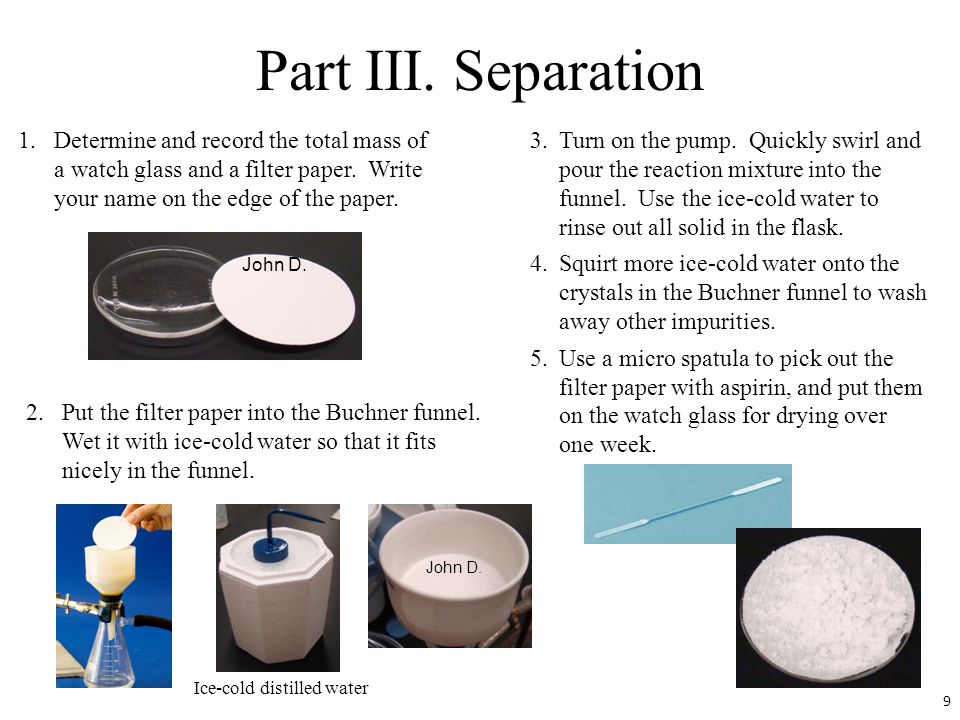 Part III. Separation
1. Determine and record the total mass of
a watch glass and a filter paper. Write
your name on the edge of the paper.
John D.
2. Put the filter paper into the Buchner funnel.
Wet it with ice-cold water so that it fits
nicely in the funnel.
John D.
Ice-cold distilled water
3. Turn on the pump. Quickly swirl and
pour the reaction mixture into the
funnel. Use the ice-cold water to
rinse out all solid in the flask.
4. Squirt more ice-cold water onto the
crystals in the Buchner funnel to wash
away other impurities.
5. Use a micro spatula to pick out the
filter paper with aspirin, and put them
on the watch glass for drying over
one week.
9